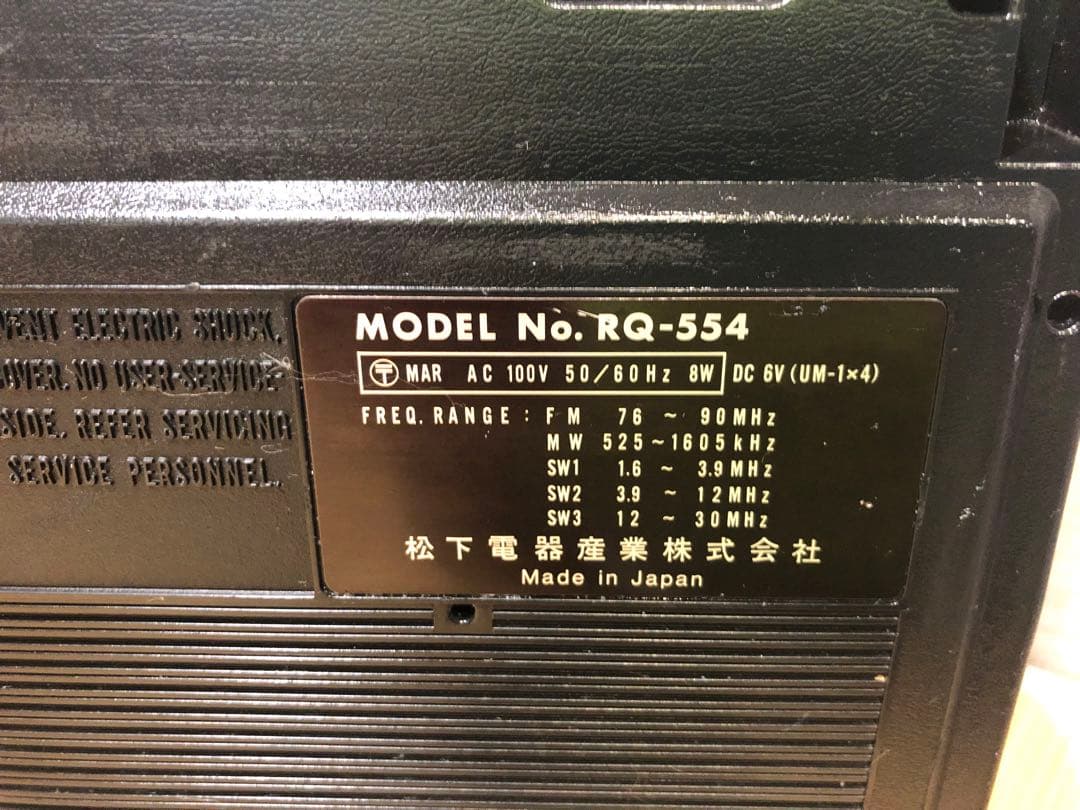 VENT ELECTRIC SHOCK,
COVER. NO USER-SERVICE-
SIDE. REFER SERVICING
SERVICE PERSONNEL.
MODEL No. RQ-554
〒 MAR AC 100V 50/60Hz 8W DC 6V (UM-1×4)
FREQ. RANGE : FM 76 ~ 90MHz
MW 525~1605kHz
SW1 1.6 ~ 3.9MHz
SW2 3.9 ~ 12MHz
SW3 12 ~ 30MHz
松下電器産業株式会社
Made in Japan